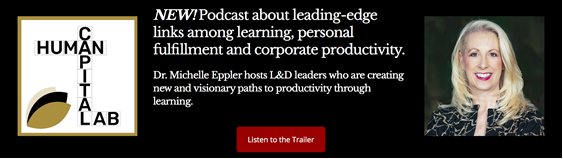 HUMAN
CAPITAL
LAB
NEW! Podcast about leading-edge
links among learning, personal
fulfillment and corporate productivity.
Dr. Michelle Eppler hosts L&D leaders who are creating
new and visionary paths to productivity through
learning.
Listen to the Trailer